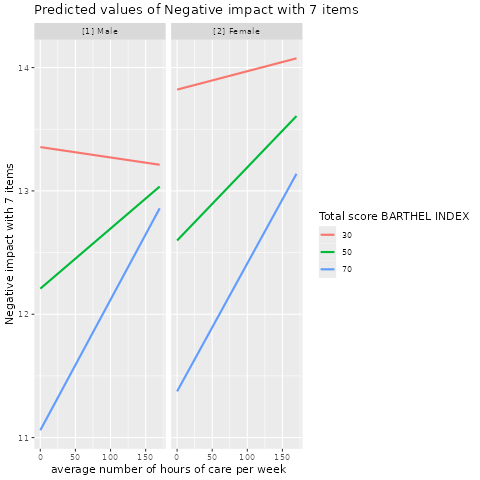 Predicted values of Negative impact with 7 items
[1] Male
[2] Female
14
13
12
11
Negative impact with 7 items
0 50 100 150
0 50 100 150
average number of hours of care per week
Total score BARTHEL INDEX
30
50
70